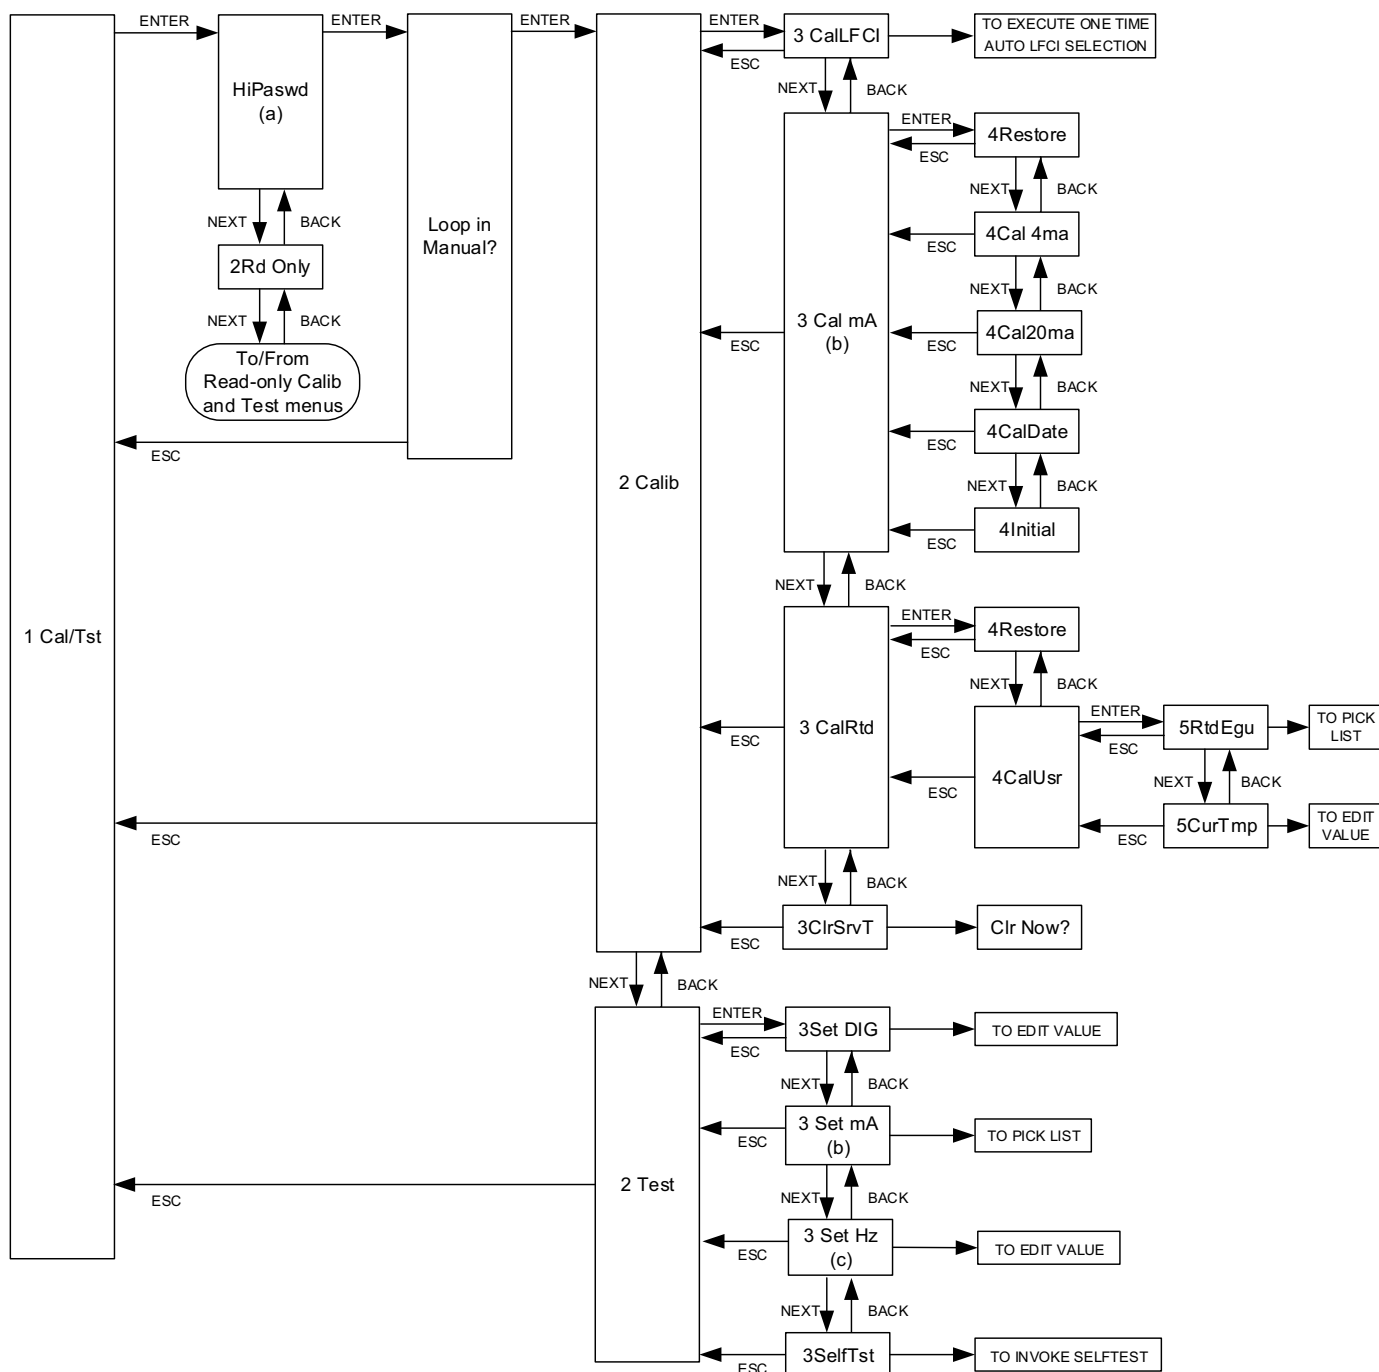 ENTER
ENTER
ENTER
ENTER
3 CalLFCI
TO EXECUTE ONE TIME
AUTO LFCI SELECTION
ESC
HiPaswd
(a)
NEXT
BACK
ENTER
4Restore
ESC
NEXT
BACK
NEXT
BACK
Loop in
Manual?
4Cal 4ma
ESC
2Rd Only
NEXT
BACK
NEXT
BACK
3 Cal mA
(b)
ESC
4Cal20ma
ESC
To/From
Read-only Calib
and Test menus
NEXT
BACK
4CalDate
ESC
ESC
NEXT
BACK
2 Calib
4Initial
ESC
NEXT
BACK
ENTER
4Restore
ESC
1 Cal/Tst
NEXT
BACK
ENTER
5RtdEgu
TO PICK
LIST
ESC
3 CalRtd
ESC
4CalUsr
ESC
NEXT
BACK
5CurTmp
TO EDIT
VALUE
ESC
ESC
NEXT
BACK
3ClrSrvT
Clr Now?
ESC
NEXT
BACK
ENTER
3Set DIG
TO EDIT VALUE
ESC
NEXT
BACK
3 Set mA
(b)
TO PICK LIST
ESC
2 Test
ESC
NEXT
BACK
3 Set Hz
(c)
TO EDIT VALUE
ESC
NEXT
BACK
3SelfTst
TO INVOKE SELFTEST
ESC